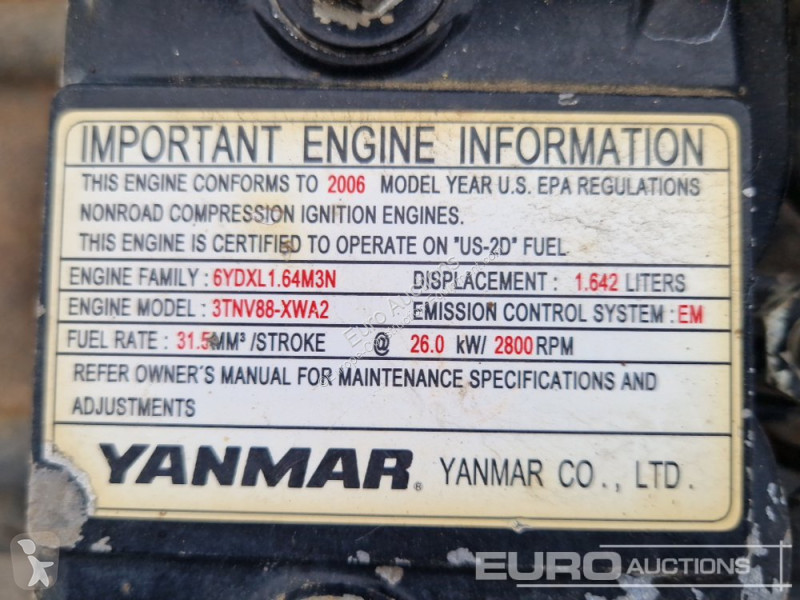 IMPORTANT ENGINE INFORMATION
THIS ENGINE CONFORMS TO 2006 MODEL YEAR U.S. EPA REGULATIONS
NONROAD COMPRESSION IGNITION ENGINES.
THIS ENGINE IS CERTIFIED TO OPERATE ON "US-2D" FUEL
ENGINE FAMILY : 6YDXL1.64M3N DISPLACEMENT : 1.642 LITERS
ENGINE MODEL : 3TNV88-XWA2 EMISSION CONTROL SYSTEM : EM
FUEL RATE : 31.5MM³/STROKE @ 26.0 kW/ 2800RPM
REFER OWNER'S MANUAL FOR MAINTENANCE SPECIFICATIONS AND
ADJUSTMENTS
YANMAR® YANMAR CO., LTD.
EURO AUCTIONS